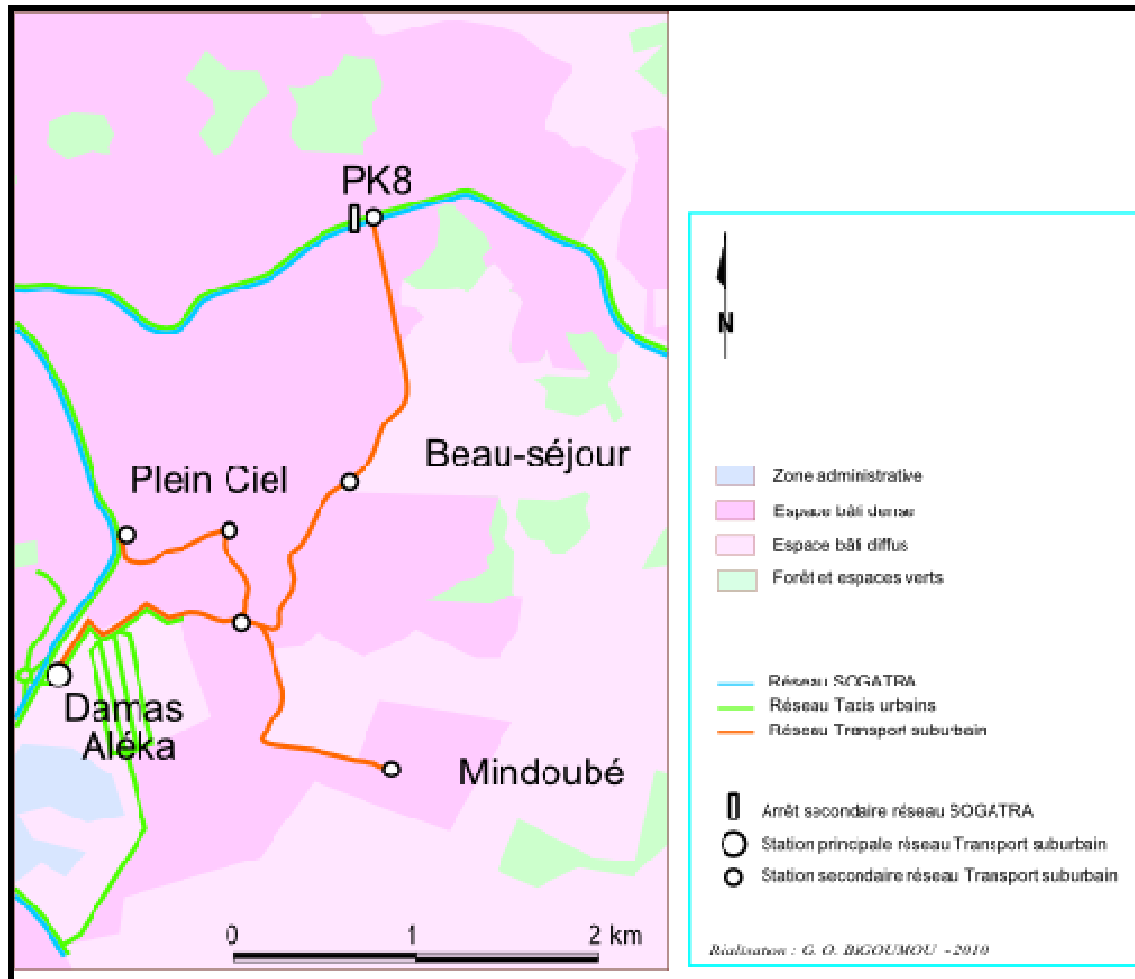 PK8
Beau-séjour
Plein Ciel
Damas
Aléka
Mindoubé
0 1 2 km
N
Zone administrative
Espace bâti dense
Espace bâti diffus
Forêt et espaces verts
Réseau SOGATRA
Réseau Taxis urbains
Réseau Transport suburbain
Arrêt secondaire réseau SOGATRA
Station principale réseau Transport suburbain
Station secondaire réseau Transport suburbain
Réalisation : G. O. BIGOUMOU - 2010